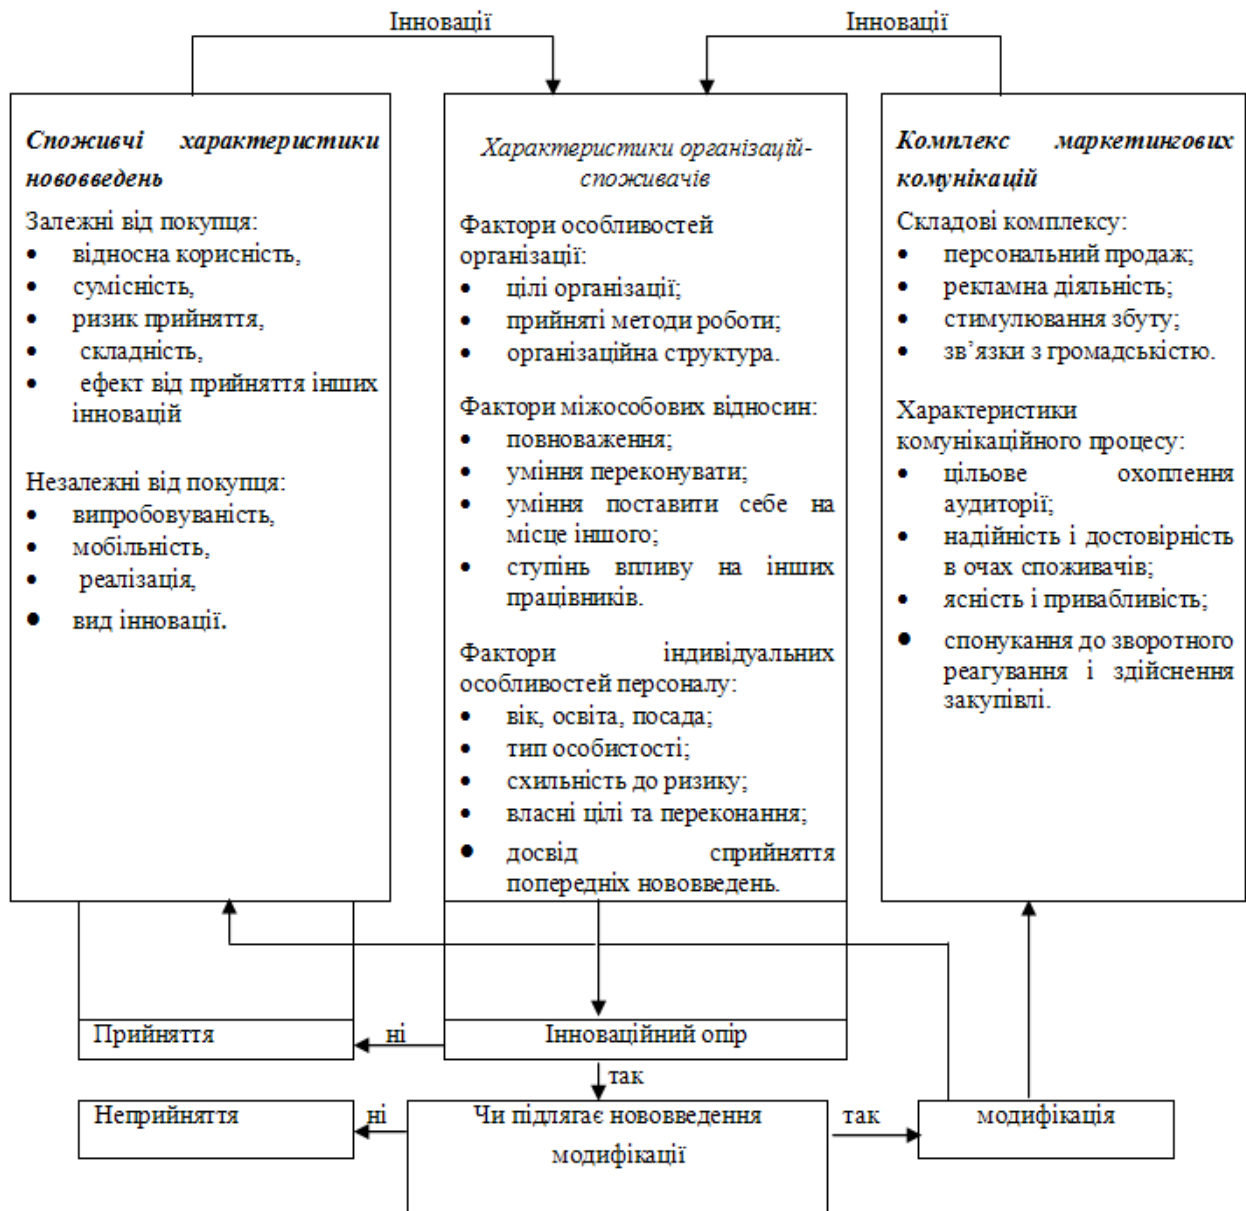 Інновації
Інновації
Споживчі характеристики
нововведень
Залежні від покупця:
• відносна корисність,
• сумісність,
• ризик прийняття,
• складність,
• ефект від прийняття інших
інновацій
Незалежні від покупця:
• випробовуваність,
• мобільність,
• реалізація,
• вид інновації.
Характеристики організацій-
споживачів
Фактори особливостей
організації:
• цілі організації;
• прийняті методи роботи;
• організаційна структура.
Фактори міжособових відносин:
• повноваження;
• уміння переконувати;
• уміння поставити себе на
місце іншого;
• ступінь впливу на інших
працівників.
Фактори індивідуальних
особливостей персоналу:
• вік, освіта, посада;
• тип особистості;
• схильність до ризику;
• власні цілі та переконання;
• досвід сприйняття
попередніх нововведень.
Комплекс маркетингових
комунікацій
Складові комплексу:
• персональний продаж;
• рекламна діяльність;
• стимулювання збуту;
• зв’язки з громадськістю.
Характеристики
комунікаційного процесу:
• цільове охоплення
аудиторії;
• надійність і достовірність
в очах споживачів;
• ясність і привабливість;
• спонукання до зворотного
реагування і здійснення
закупівлі.
Прийняття
ні
Інноваційний опір
так
Неприйняття
ні
Чи підлягає нововведення
модифікації
так
модифікація